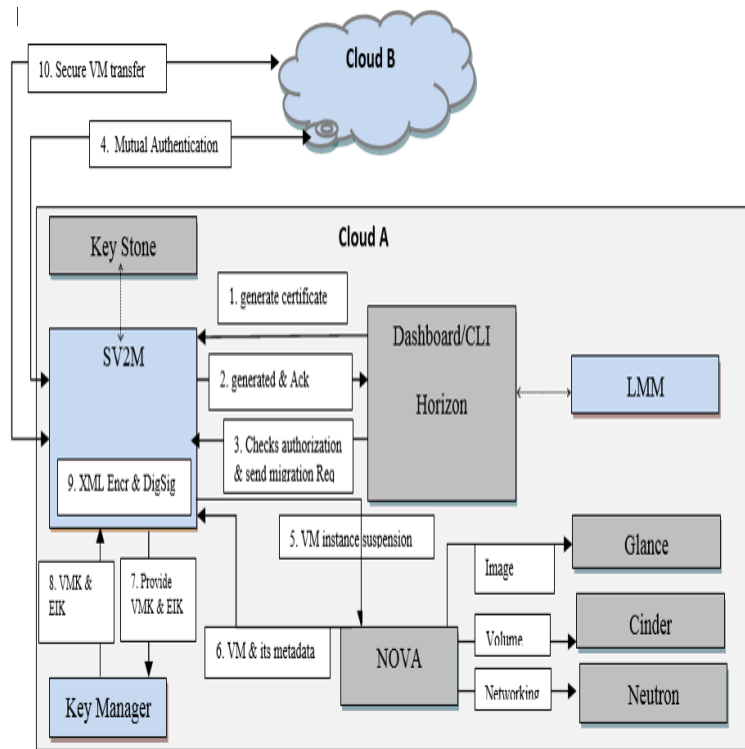 Cloud B
10. Secure VM transfer
4. Mutual Authentication
Cloud A
Key Stone
1. generate certificate
SV2M
Dashboard/CLI
Horizon
2. generated & Ack
LMM
3. Checks authorization
& send migration Req
9. XML Encr & DigSig
5. VM instance suspension
Glance
Image
8. VMK &
EIK
7. Provide
VMK & EIK
6. VM & its metadata
NOVA
Volume
Cinder
Networking
Neutron
Key Manager